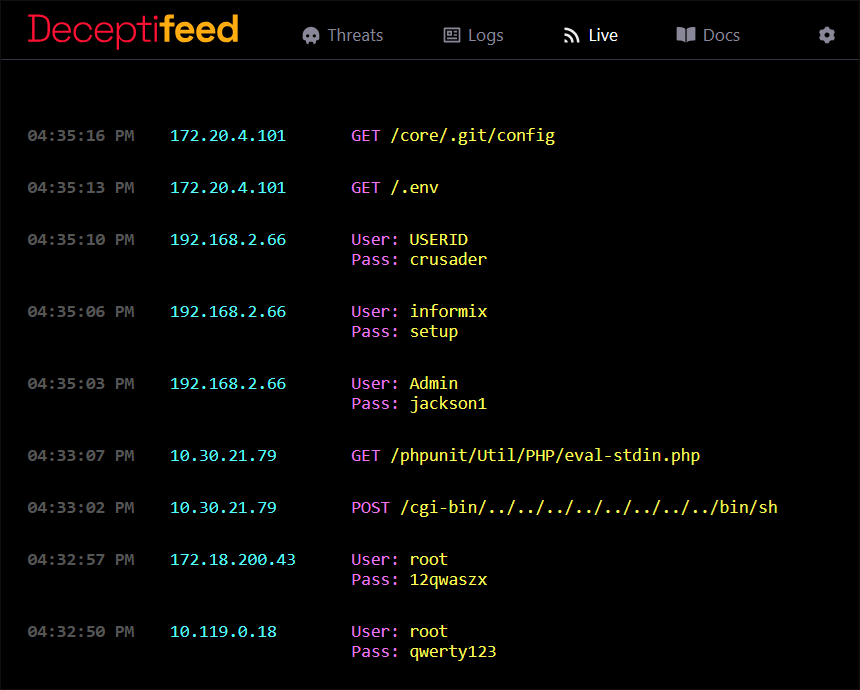 Deceptifeed Threats Logs Live Docs
04:35:16 PM 172.20.4.101 GET /core/.git/config
04:35:13 PM 172.20.4.101 GET /.env
04:35:10 PM 192.168.2.66 User: USERID
Pass: crusader
04:35:06 PM 192.168.2.66 User: informix
Pass: setup
04:35:03 PM 192.168.2.66 User: Admin
Pass: jackson1
04:33:07 PM 10.30.21.79 GET /phpunit/Util/PHP/eval-stdin.php
04:33:02 PM 10.30.21.79 POST /cgi-bin/../../../../../../../../bin/sh
04:32:57 PM 172.18.200.43 User: root
Pass: 12qwaszx
04:32:50 PM 10.119.0.18 User: root
Pass: qwerty123